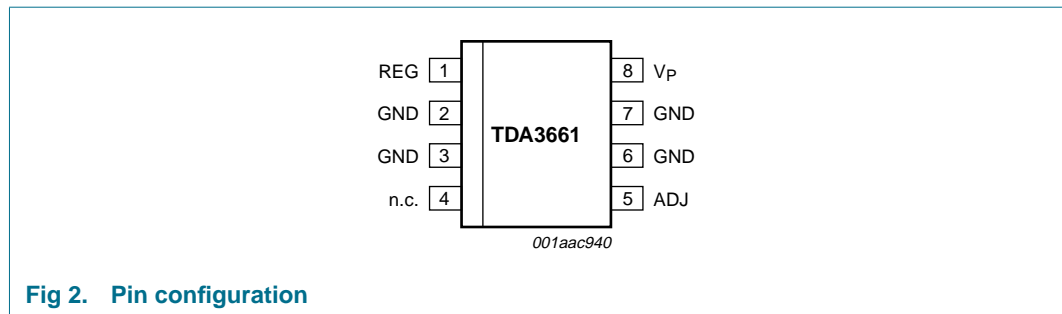 REG 1 8 VP
GND 2 7 GND
TDA3661
GND 3 6 GND
n.c. 4 5 ADJ
001aac940
Fig 2. Pin configuration